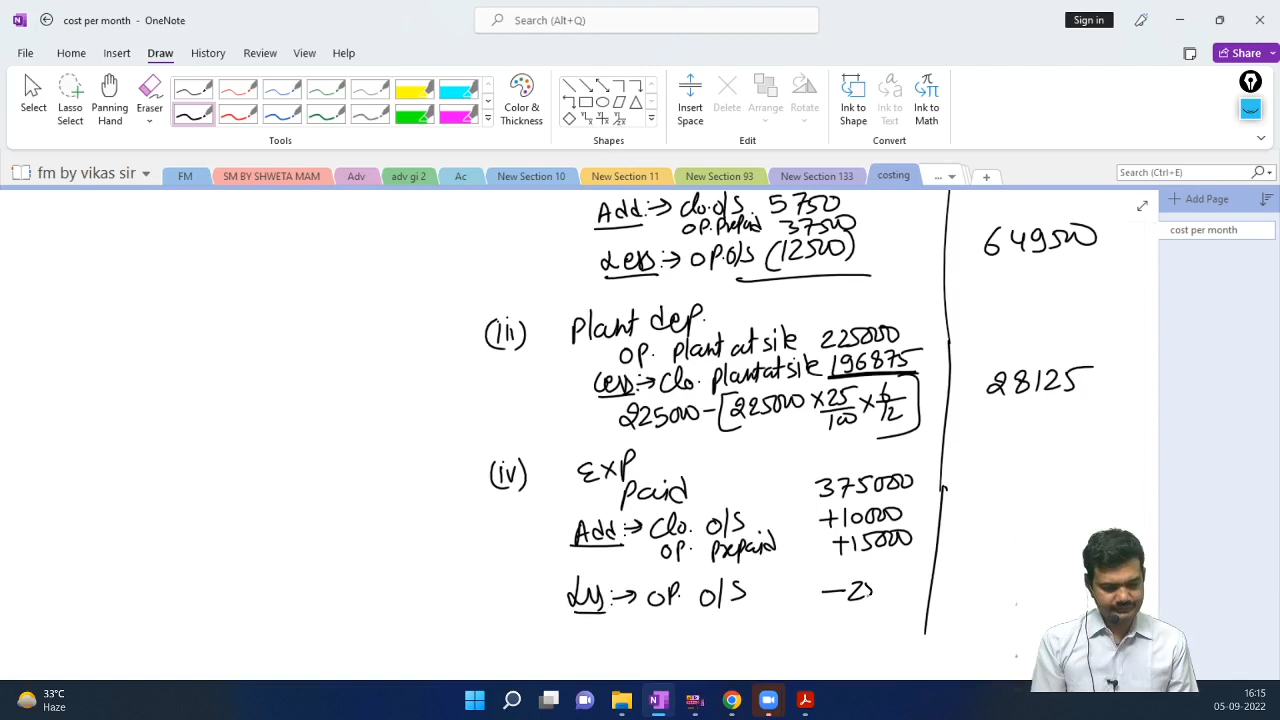 cost per month - OneNote
Search (Alt+Q)
Sign in
File Home Insert Draw History Review View Help
Share
Select
Lasso Select
Panning Hand
Eraser
Color & Thickness
Insert Space
Delete
Arrange
Rotate
Ink to Shape
Ink to Text
Ink to Math
Tools
Shapes
Edit
Convert
fm by vikas sir
FM
SM BY SHWETA MAM
Adv
adv gi 2
Ac
New Section 10
New Section 11
New Section 93
New Section 133
costing
...
Search (Ctrl+E)
Add Page
cost per month
Add :→ Clo. o/s 5750
OP. Prepaid 37500
Less :→ OP. o/s (12500)
649500
(iii) Plant dep.
OP. Plant at site 225000
Less :→ Clo. plant at site 196875
28125
225000 - [225000 × 25/100 × 6/12]
(iv) Exp
Paid 375000
Add :→ Clo. o/s +10000
OP. Prepaid +15000
:→ OP. o/s
33°C
Haze
16:15
05-09-2022